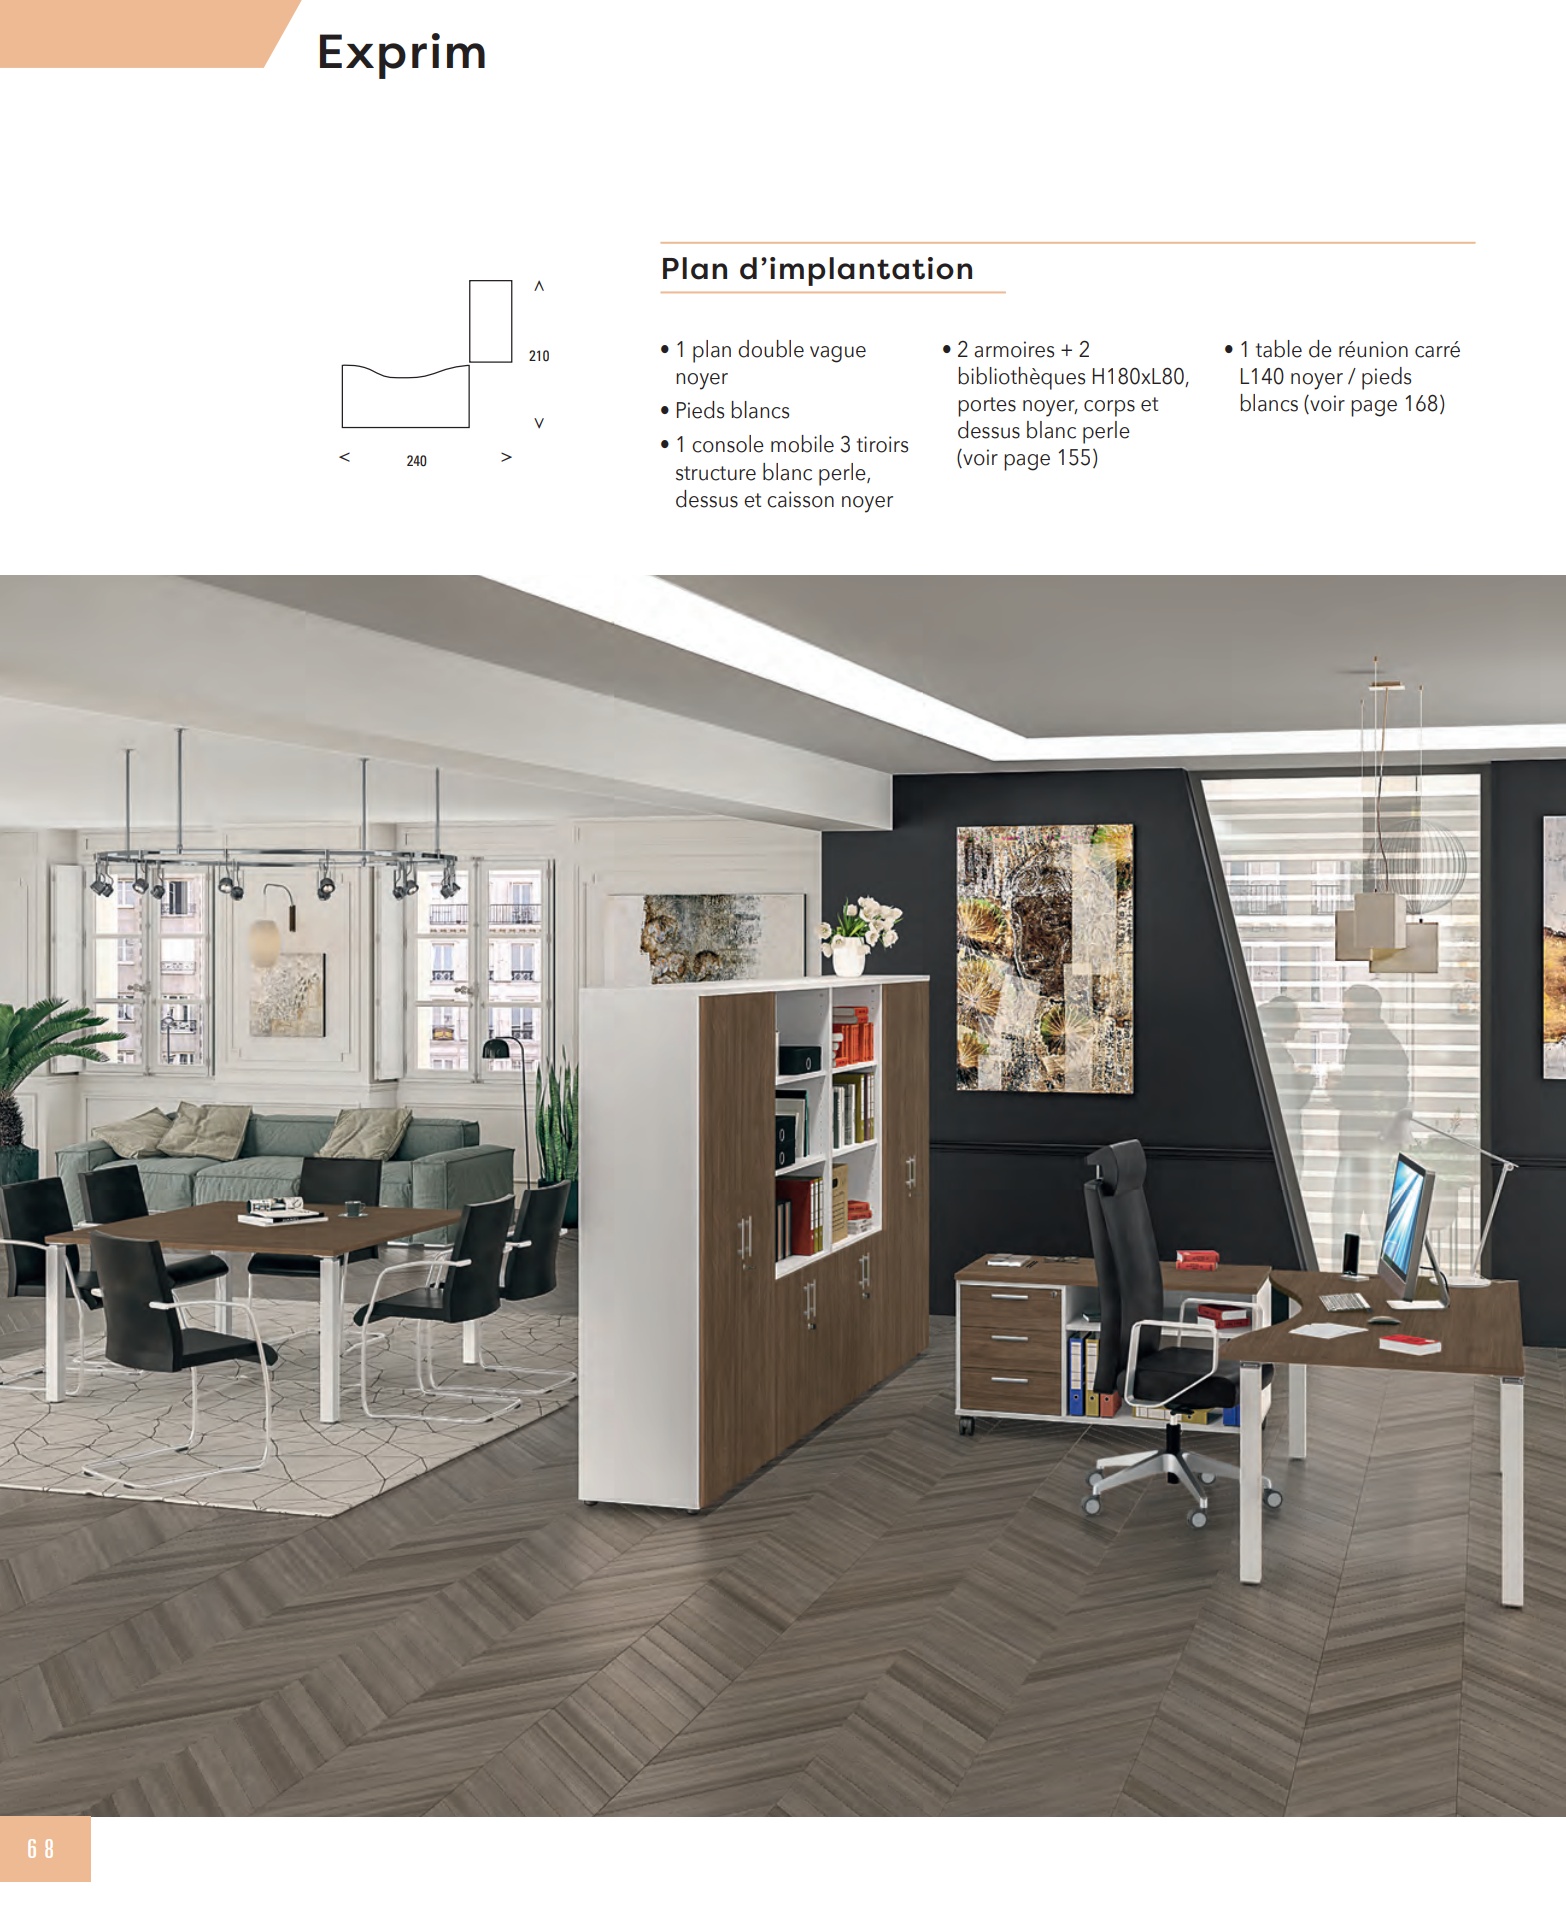 Exprim
Plan d’implantation
210
240
• 1 plan double vague
noyer
• Pieds blancs
• 1 console mobile 3 tiroirs
structure blanc perle,
dessus et caisson noyer
• 2 armoires + 2
bibliothèques H180xL80,
portes noyer, corps et
dessus blanc perle
(voir page 155)
• 1 table de réunion carré
L140 noyer / pieds
blancs (voir page 168)
68